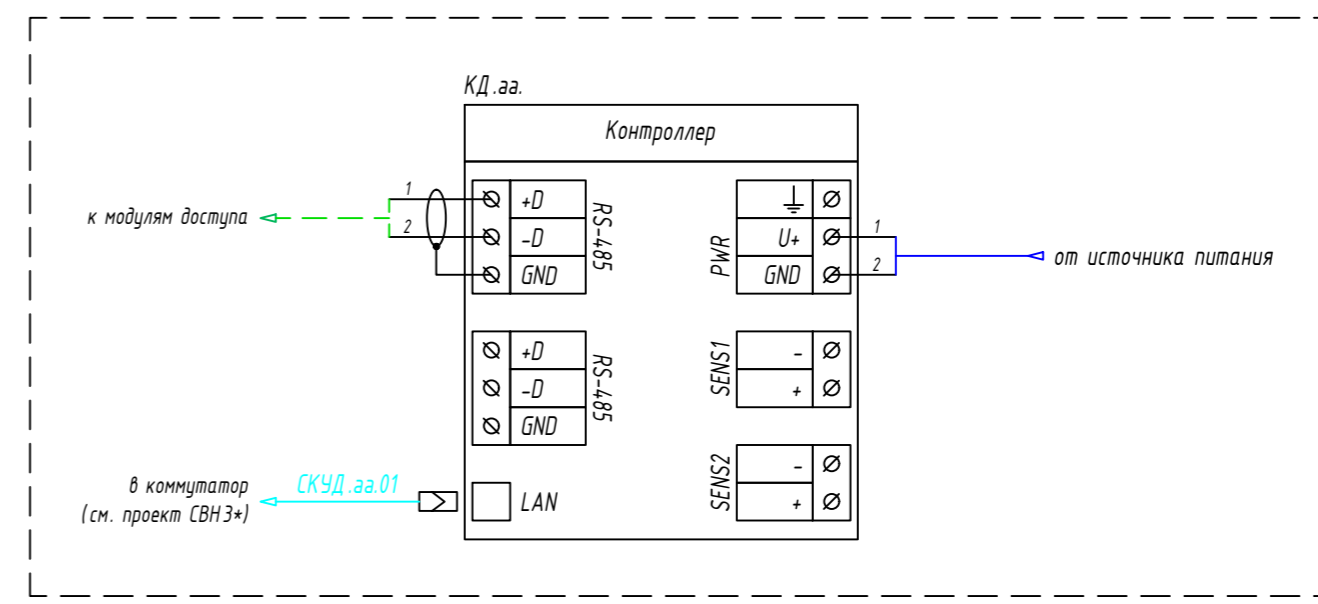 КД.аа.
Контроллер
к модулям доступа
1
2
+D
-D
GND
RS-485
PWR
U+
GND
1
2
от источника питания
+D
-D
GND
RS-485
SENS1
-
+
SENS2
-
+
в коммутатор
(см. проект СВН3*)
СКУД.аа.01
LAN